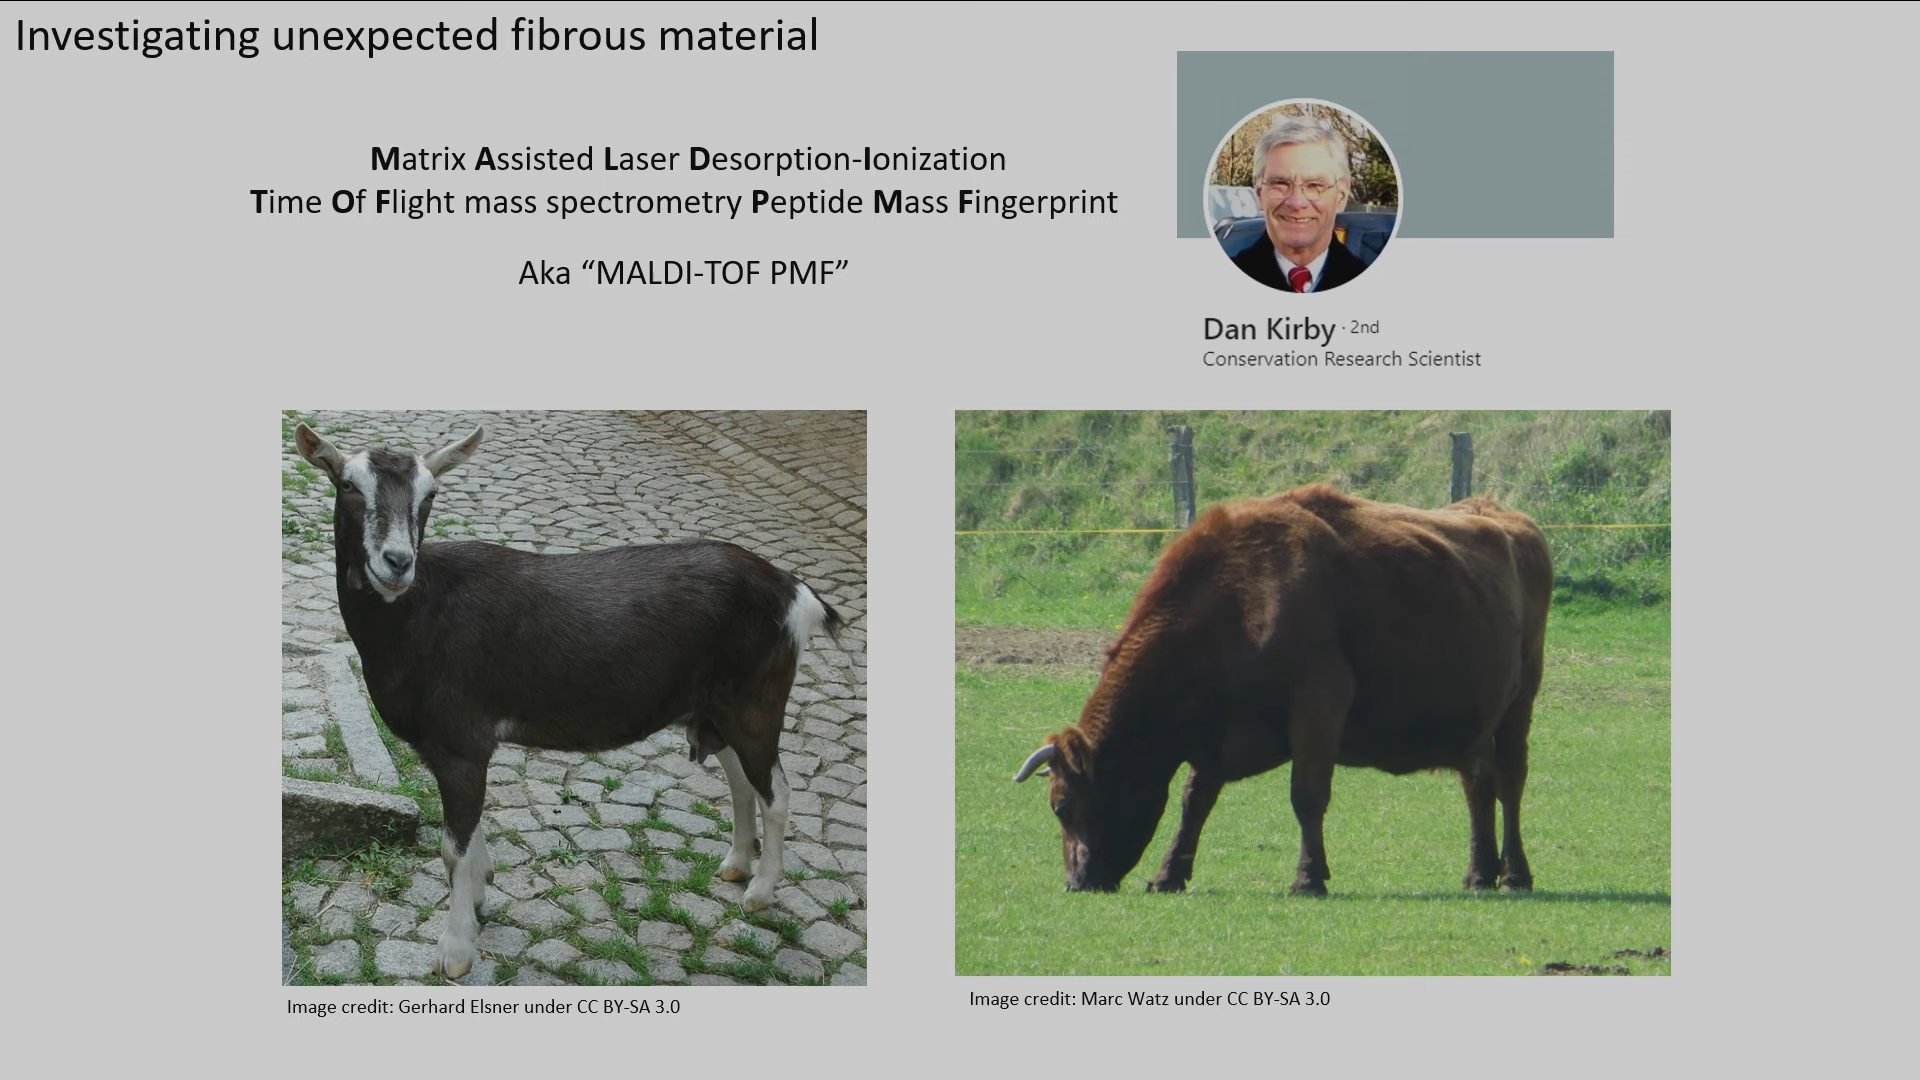 Investigating unexpected fibrous material
Matrix Assisted Laser Desorption-Ionization
Time Of Flight mass spectrometry Peptide Mass Fingerprint
Aka “MALDI-TOF PMF”
Dan Kirby · 2nd
Conservation Research Scientist
Image credit: Gerhard Elsner under CC BY-SA 3.0
Image credit: Marc Watz under CC BY-SA 3.0